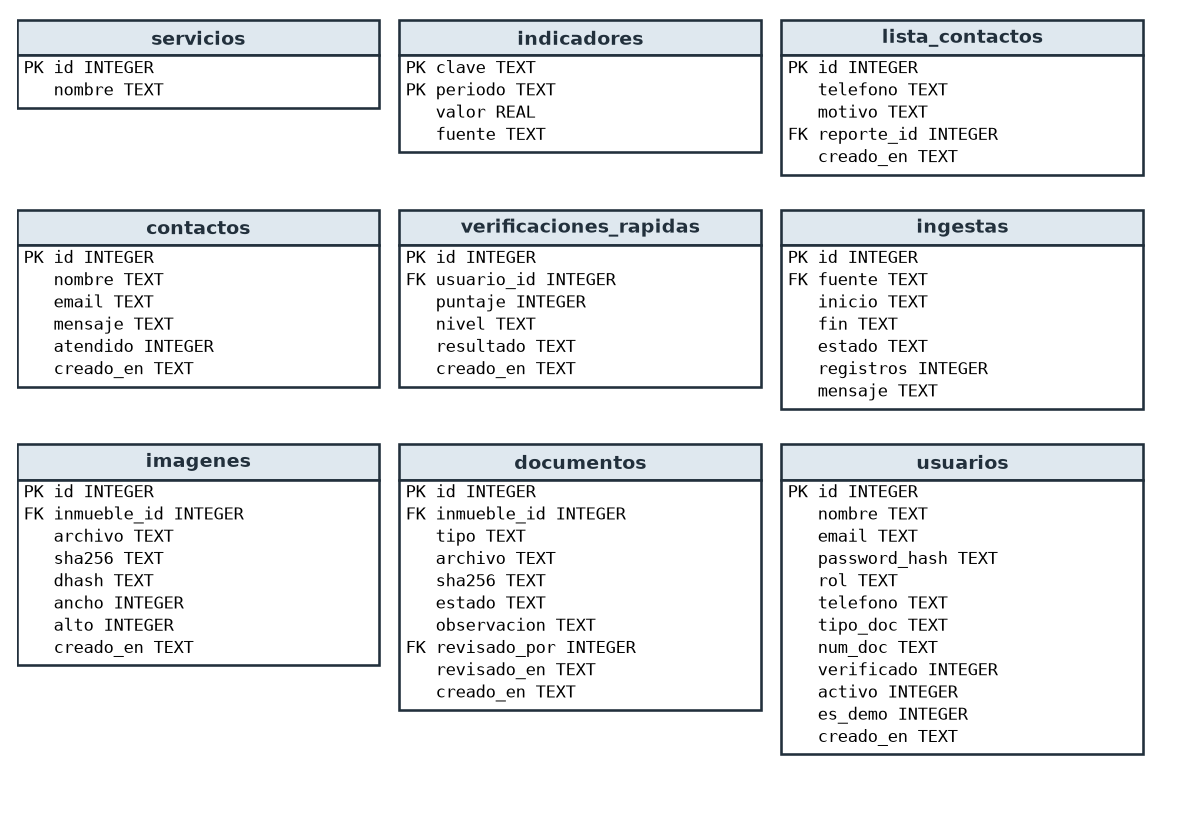 servicios
PK id INTEGER
nombre TEXT
indicadores
PK clave TEXT
PK periodo TEXT
valor REAL
fuente TEXT
lista_contactos
PK id INTEGER
telefono TEXT
motivo TEXT
FK reporte_id INTEGER
creado_en TEXT
contactos
PK id INTEGER
nombre TEXT
email TEXT
mensaje TEXT
atendido INTEGER
creado_en TEXT
verificaciones_rapidas
PK id INTEGER
FK usuario_id INTEGER
puntaje INTEGER
nivel TEXT
resultado TEXT
creado_en TEXT
ingestas
PK id INTEGER
FK fuente TEXT
inicio TEXT
fin TEXT
estado TEXT
registros INTEGER
mensaje TEXT
imagenes
PK id INTEGER
FK inmueble_id INTEGER
archivo TEXT
sha256 TEXT
dhash TEXT
ancho INTEGER
alto INTEGER
creado_en TEXT
documentos
PK id INTEGER
FK inmueble_id INTEGER
tipo TEXT
archivo TEXT
sha256 TEXT
estado TEXT
observacion TEXT
FK revisado_por INTEGER
revisado_en TEXT
creado_en TEXT
usuarios
PK id INTEGER
nombre TEXT
email TEXT
password_hash TEXT
rol TEXT
telefono TEXT
tipo_doc TEXT
num_doc TEXT
verificado INTEGER
activo INTEGER
es_demo INTEGER
creado_en TEXT